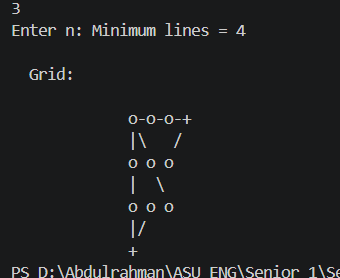 3
Enter n: Minimum lines = 4
Grid:
o-o-o-+
|\   /
o o o
|  \
o o o
|/
+
PS D:\Abdulrahman\ASU ENG\Senior 1\Se